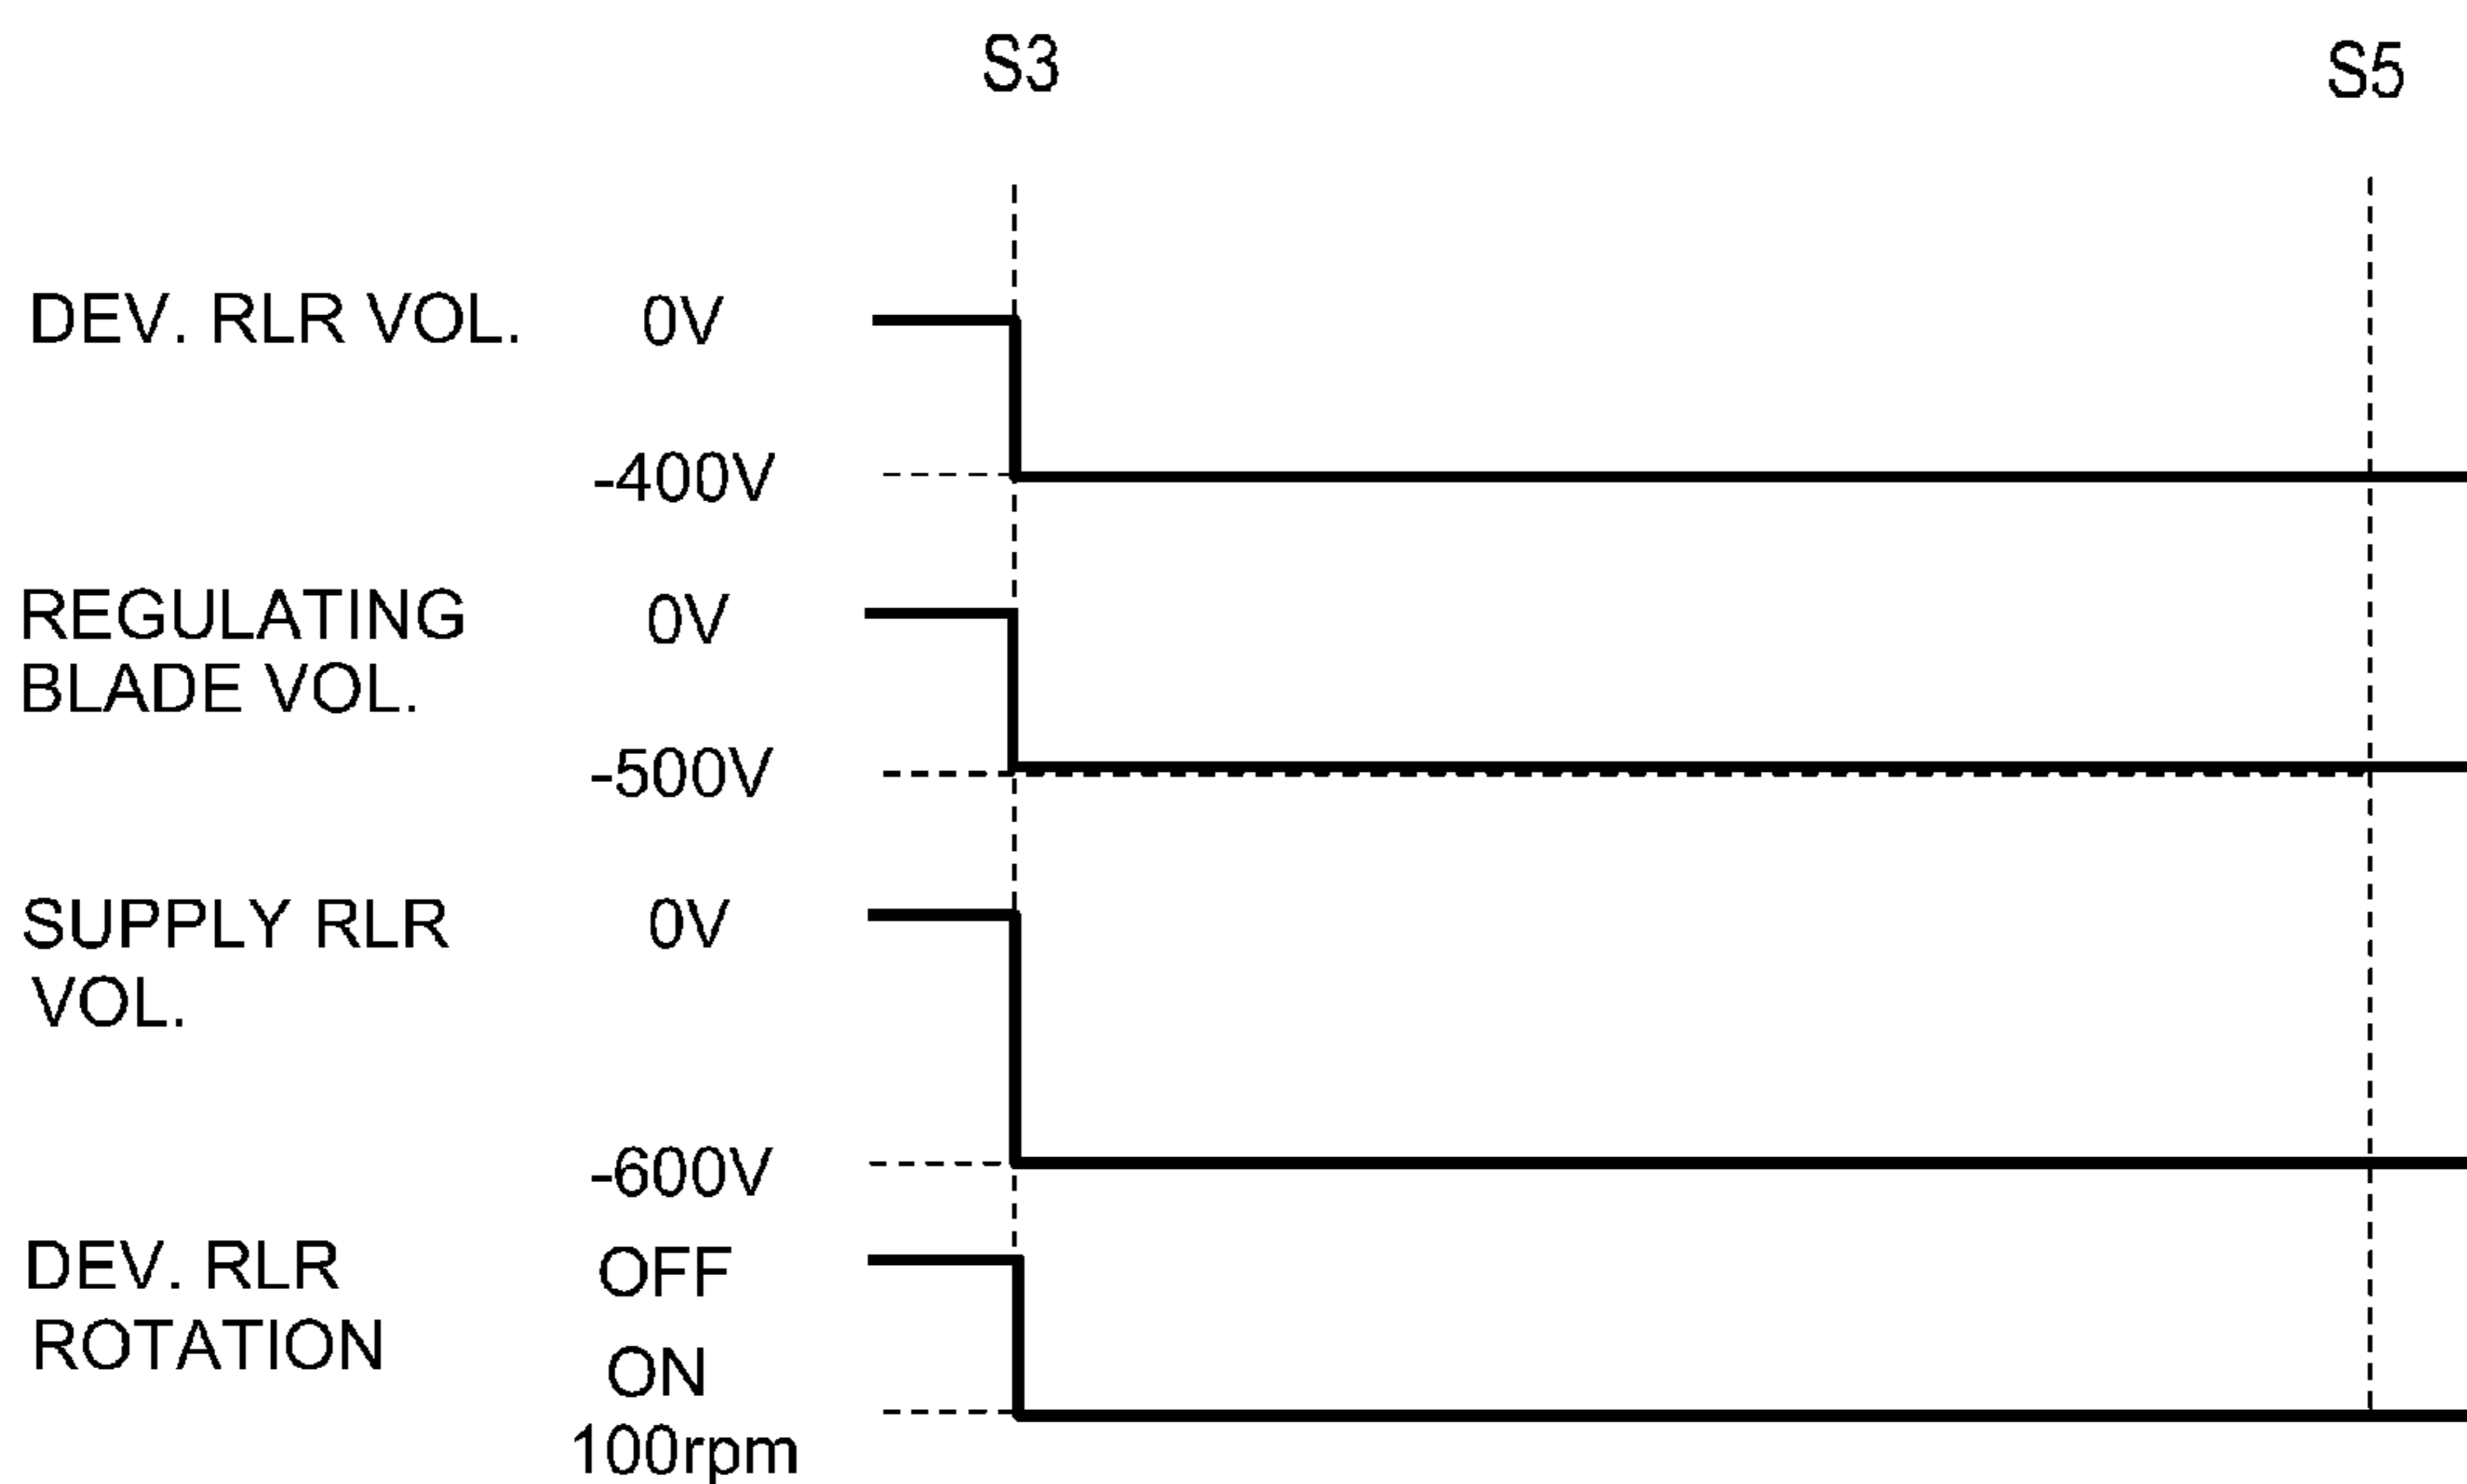 S3 S5
DEV. RLR VOL. 0V
-400V
REGULATING 0V
BLADE VOL.
-500V
SUPPLY RLR 0V
VOL.
-600V
DEV. RLR OFF
ROTATION ON
100rpm